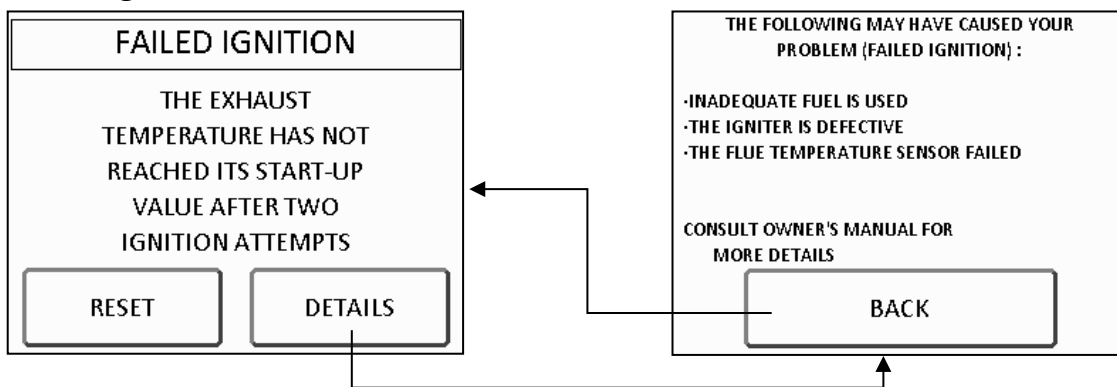 FAILED IGNITION
THE EXHAUST
TEMPERATURE HAS NOT
REACHED ITS START-UP
VALUE AFTER TWO
IGNITION ATTEMPTS
RESET
DETAILS
THE FOLLOWING MAY HAVE CAUSED YOUR
PROBLEM (FAILED IGNITION) :
·INADEQUATE FUEL IS USED
·THE IGNITER IS DEFECTIVE
·THE FLUE TEMPERATURE SENSOR FAILED
CONSULT OWNER'S MANUAL FOR
MORE DETAILS
BACK